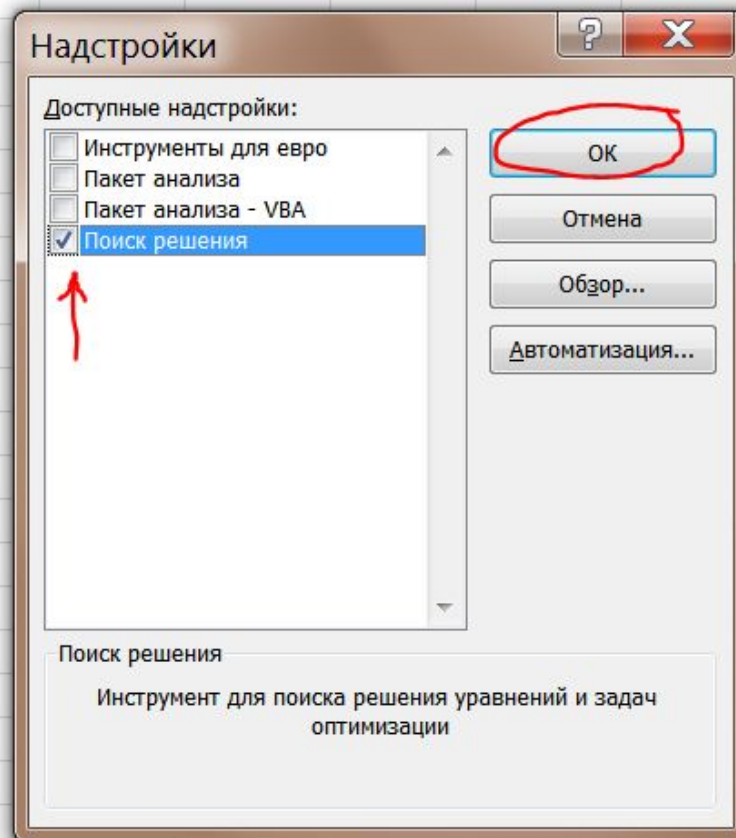 Надстройки
Доступные надстройки:
Инструменты для евро
Пакет анализа
Пакет анализа - VBA
Поиск решения
ОК
Отмена
Обзор...
Автоматизация...
Поиск решения
Инструмент для поиска решения уравнений и задач
оптимизации